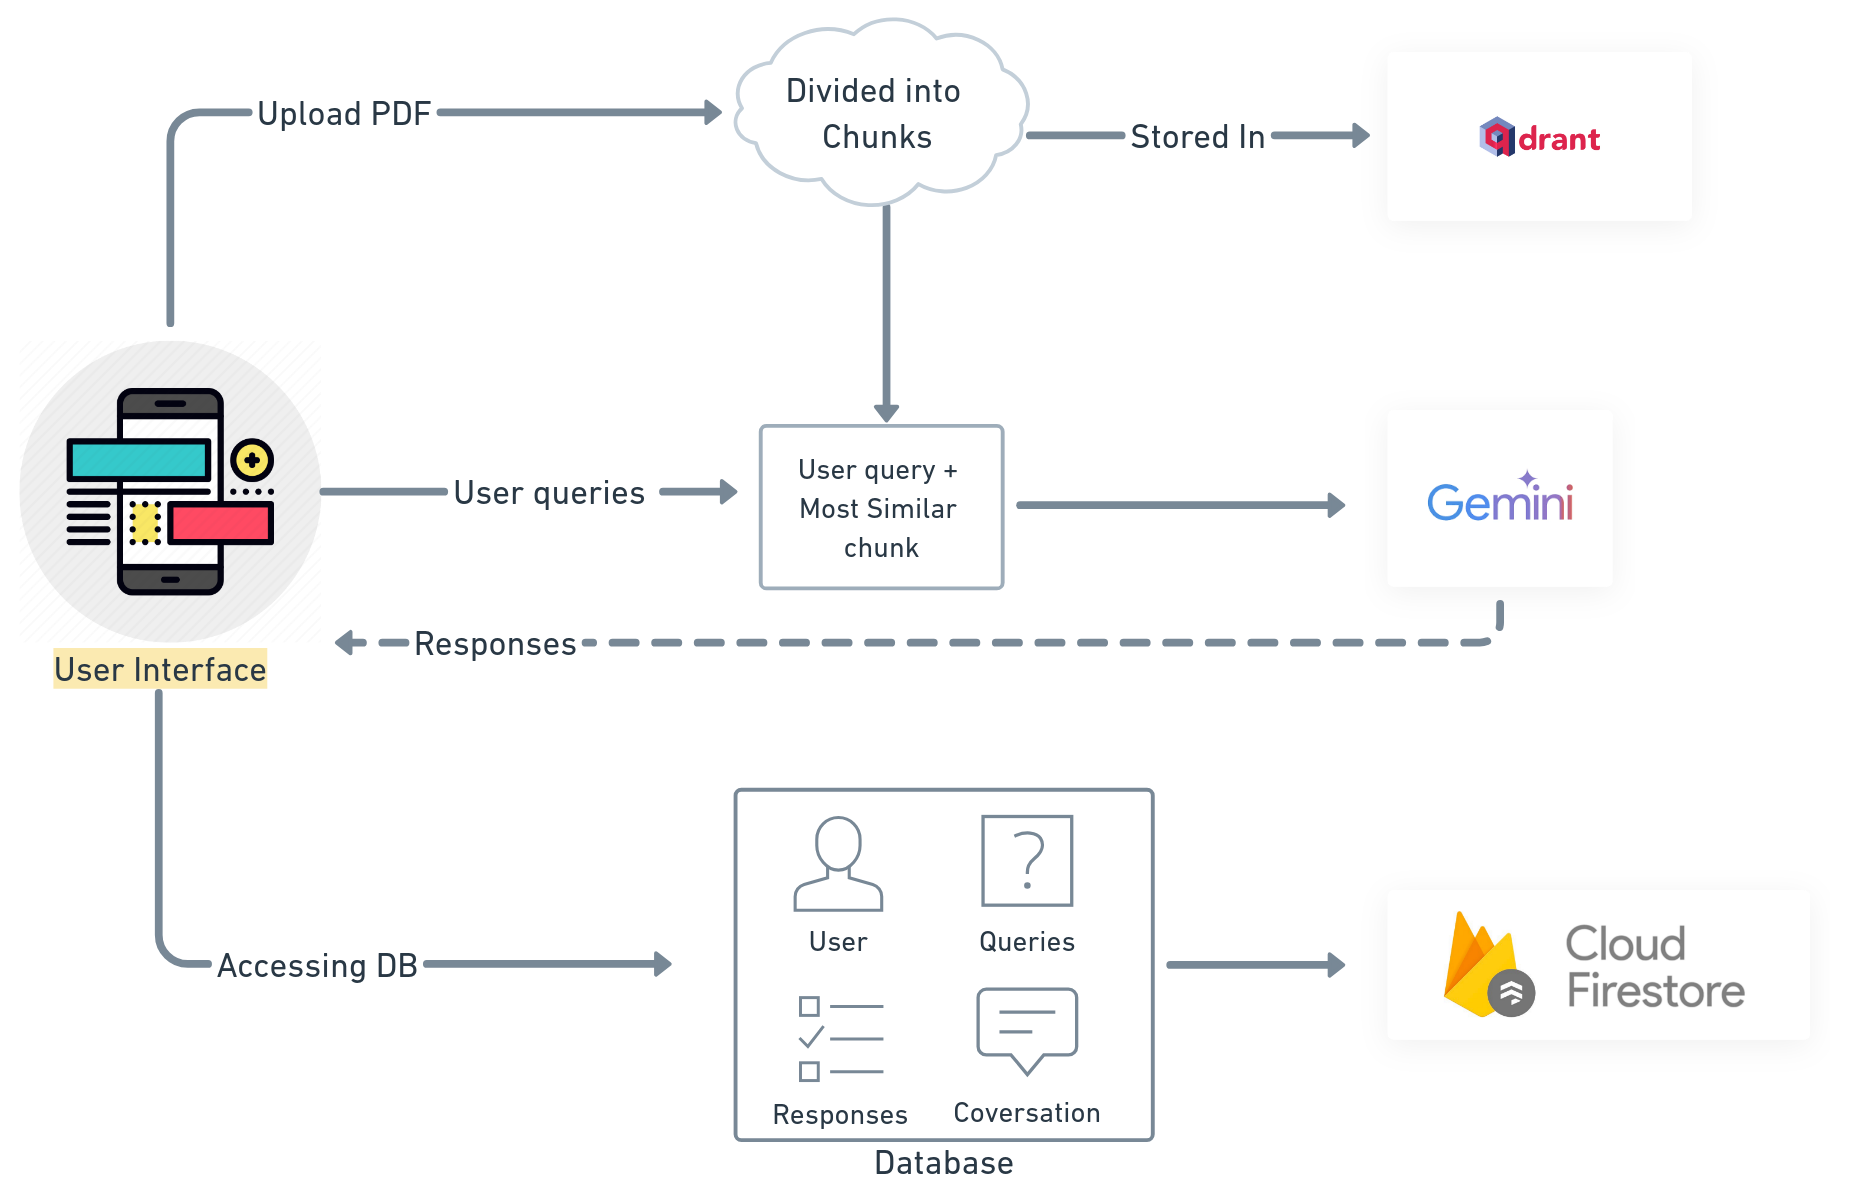 Upload PDF
Divided into
Chunks
Stored In
qdrant
User queries
User query +
Most Similar
chunk
Gemini
Responses
User Interface
Accessing DB
?
User
Queries
Responses
Coversation
Database
Cloud
Firestore